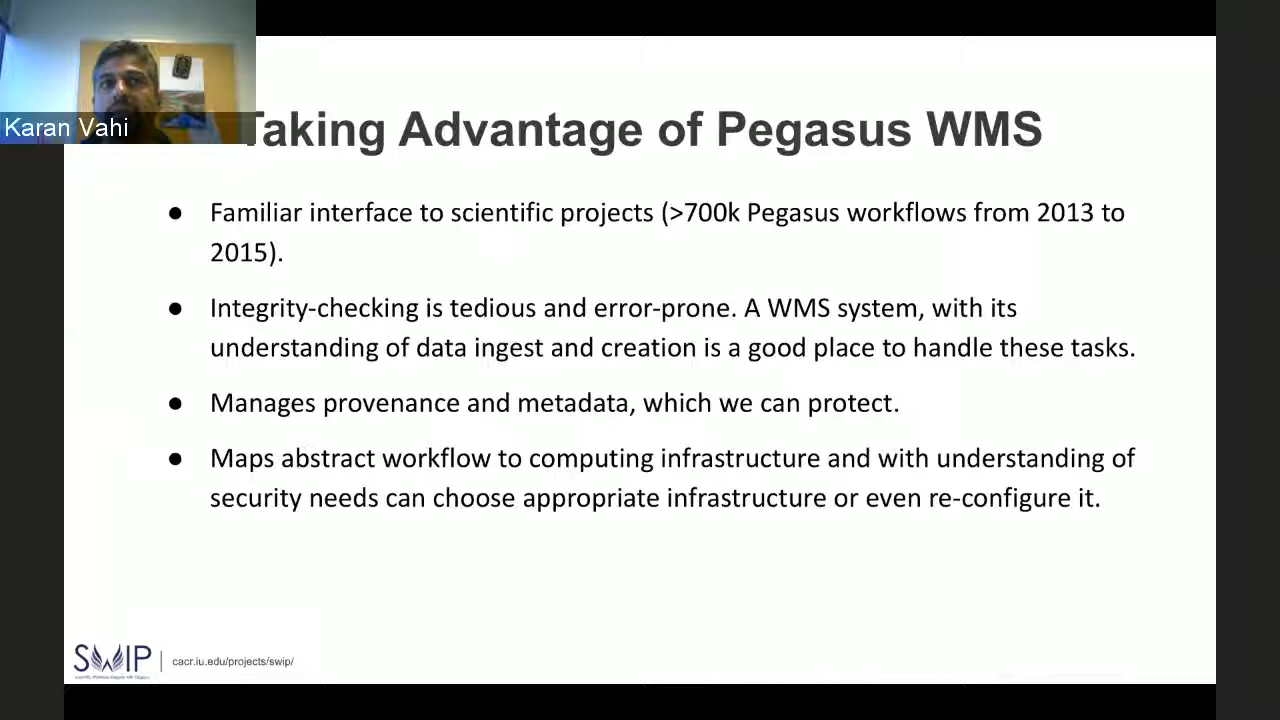 Karan Vahi
Taking Advantage of Pegasus WMS
● Familiar interface to scientific projects (>700k Pegasus workflows from 2013 to
2015).
● Integrity-checking is tedious and error-prone. A WMS system, with its
understanding of data ingest and creation is a good place to handle these tasks.
● Manages provenance and metadata, which we can protect.
● Maps abstract workflow to computing infrastructure and with understanding of
security needs can choose appropriate infrastructure or even re-configure it.
SWIP
cacr.iu.edu/projects/swip/